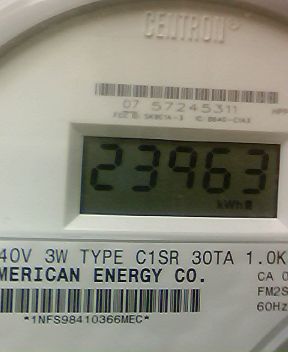 CENTRON
07 57245311
23963
kWh
40V 3W TYPE C1SR 30TA 1.0K
MERICAN ENERGY CO.
CA 0
FM2S
60Hz
*1NFS98410366MEC*